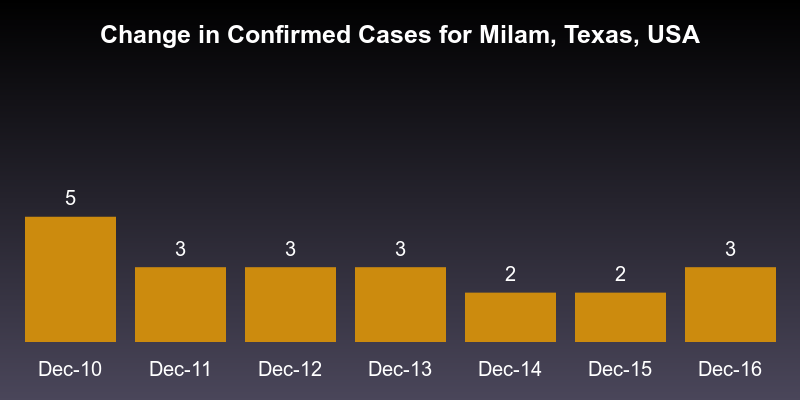 Change in Confirmed Cases for Milam, Texas, USA
5
3
3
3
2
2
3
Dec-10
Dec-11
Dec-12
Dec-13
Dec-14
Dec-15
Dec-16